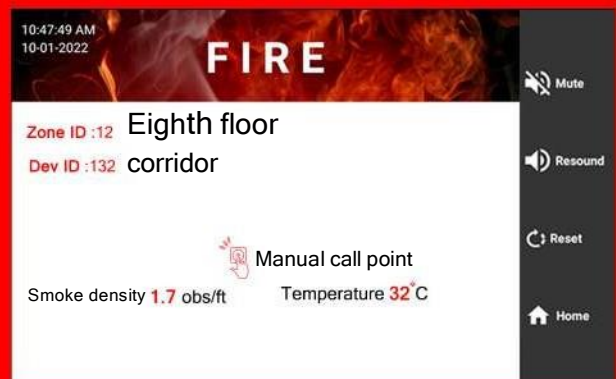 10:47:49 AM
10-01-2022
FIRE
Mute
Zone ID :12 Eighth floor
Dev ID :132 corridor
Resound
Reset
Manual call point
Smoke density 1.7 obs/ft Temperature 32°C
Home